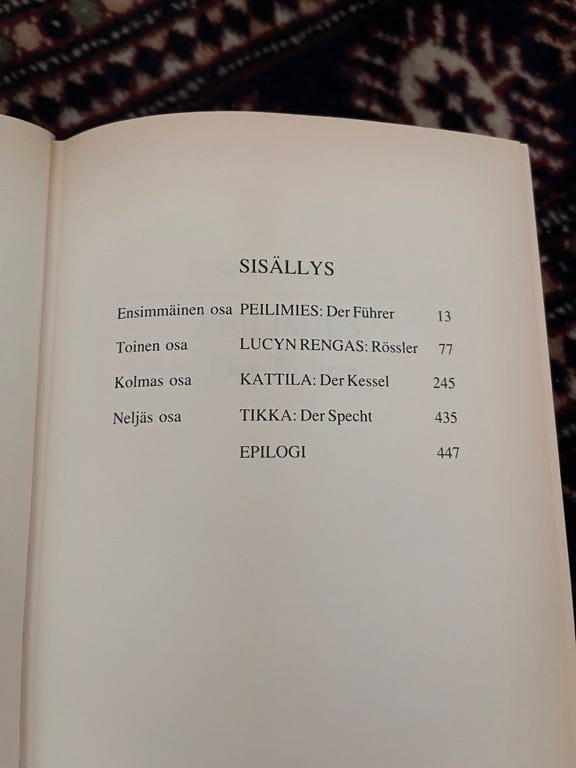 SISÄLLYS
Ensimmäinen osa PEILIMIES: Der Führer 13
Toinen osa LUCYN RENGAS: Rössler 77
Kolmas osa KATTILA: Der Kessel 245
Neljäs osa TIKKA: Der Specht 435
EPILOGI 447